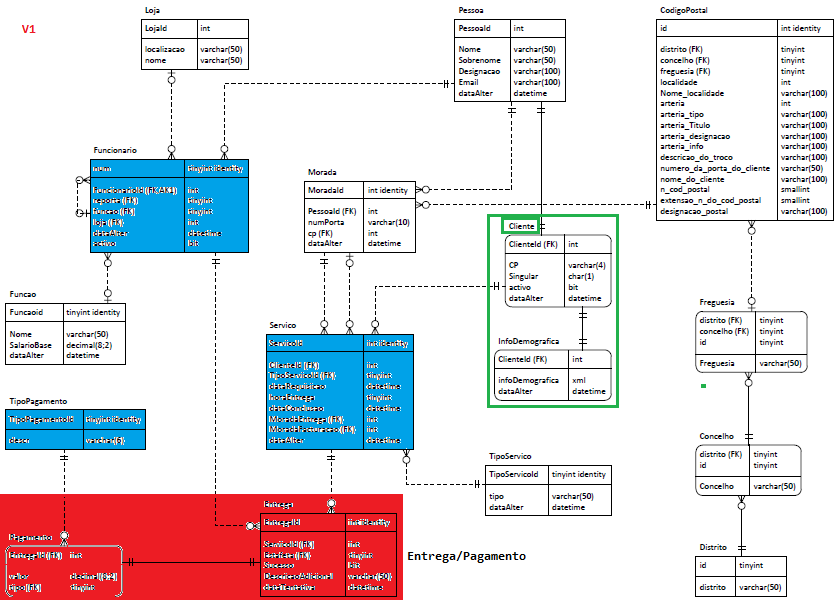 V1
Loja
LojaId int
localizacao varchar(50)
nome varchar(50)
Pessoa
PessoaId int
Nome varchar(50)
Sobrenome varchar(50)
Designacao varchar(100)
Email varchar(100)
dataAlter datetime
CodigoPostal
id int identity
distrito (FK) tinyint
concelho (FK) tinyint
freguesia (FK) tinyint
localidade int
Nome_localidade varchar(100)
arteria int
arteria_tipo varchar(100)
arteria_Titulo varchar(100)
arteria_designacao varchar(100)
arteria_info varchar(100)
descricao_do_troco varchar(100)
numero_da_porta_do_cliente varchar(50)
nome_do_cliente varchar(100)
n_cod_postal smallint
extensao_n_do_cod_postal smallint
designacao_postal varchar(100)
Funcionario
num tinyint identity
funcionarioId (FK) (AK1) int
reporta (FK) tinyint
funcao (FK) tinyint
loja (FK) int
dataAlter datetime
activo bit
Morada
MoradaId int identity
PessoaId (FK) int
numPorta varchar(10)
cp (FK) int
dataAlter datetime
Cliente
ClienteId (FK) int
CP varchar(4)
Singular char(1)
activo bit
dataAlter datetime
InfoDemografica
ClienteId (FK) int
infoDemografica xml
dataAlter datetime
Funcao
Funcaoid tinyint identity
Nome varchar(50)
SalarioBase decimal(8;2)
dataAlter datetime
Servico
ServicoId int identity
ClienteId (FK) int
TipoServicoId (FK) tinyint
dataRequisicao datetime
horaEntrega tinyint
dataConclusao datetime
MoradaEntrega (FK) int
MoradaFacturacao (FK) int
dataAlter datetime
Freguesia
distrito (FK) tinyint
concelho (FK) tinyint
id tinyint
Freguesia varchar(50)
TipoPagamento
TipoPagamentoId tinyint identity
descr varchar(6)
Concelho
distrito (FK) tinyint
id tinyint
Concelho varchar(50)
TipoServico
TipoServicoId tinyint identity
tipo varchar(50)
dataAlter datetime
Distrito
id tinyint
distrito varchar(50)
Pagamento
EntregaId (FK) int
valor decimal(8;2)
tipo (FK) tinyint
Entrega
EntregaId int identity
ServicoId (FK) int
Estafeta (FK) tinyint
Sucesso bit
DescricaoAdicional varchar(50)
dataTentativa datetime
Entrega/Pagamento